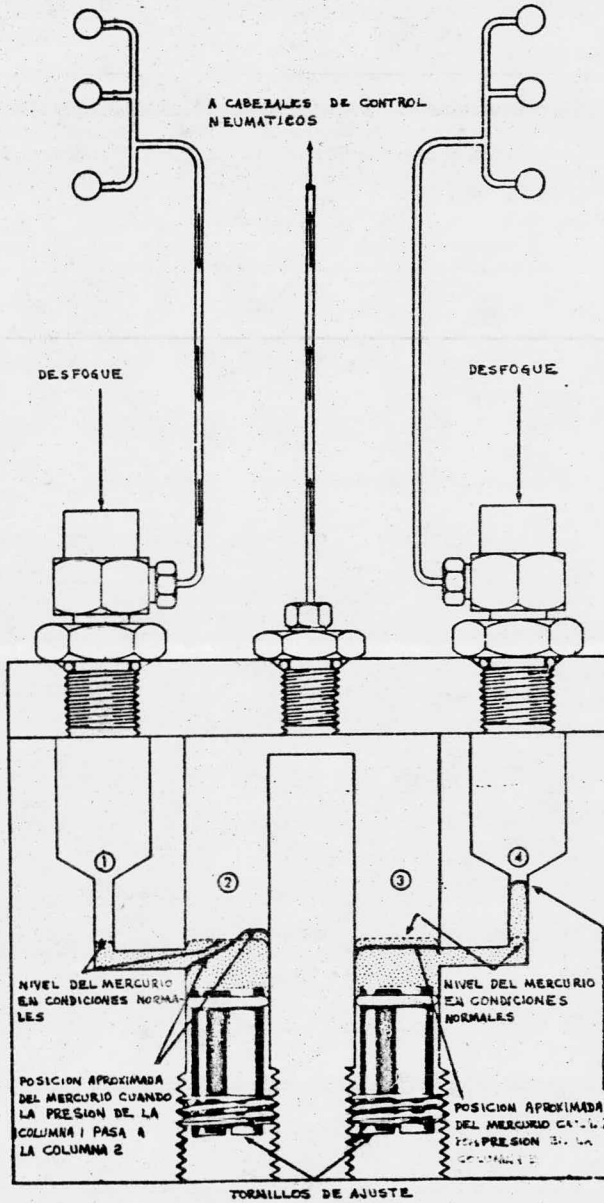 A CABEZALES DE CONTROL
NEUMATICOS
DESFOGUE
DESFOGUE
1
2
3
4
NIVEL DEL MERCURIO
EN CONDICIONES NORMA-
LES
NIVEL DEL MERCURIO
EN CONDICIONES
NORMALES
POSICION APROXIMADA
DEL MERCURIO CUANDO
LA PRESION DE LA
COLUMNA 1 PASA A
LA COLUMNA 2
POSICION APROXIMADA
DEL MERCURIO
PRESION LA
TORNILLOS DE AJUSTE